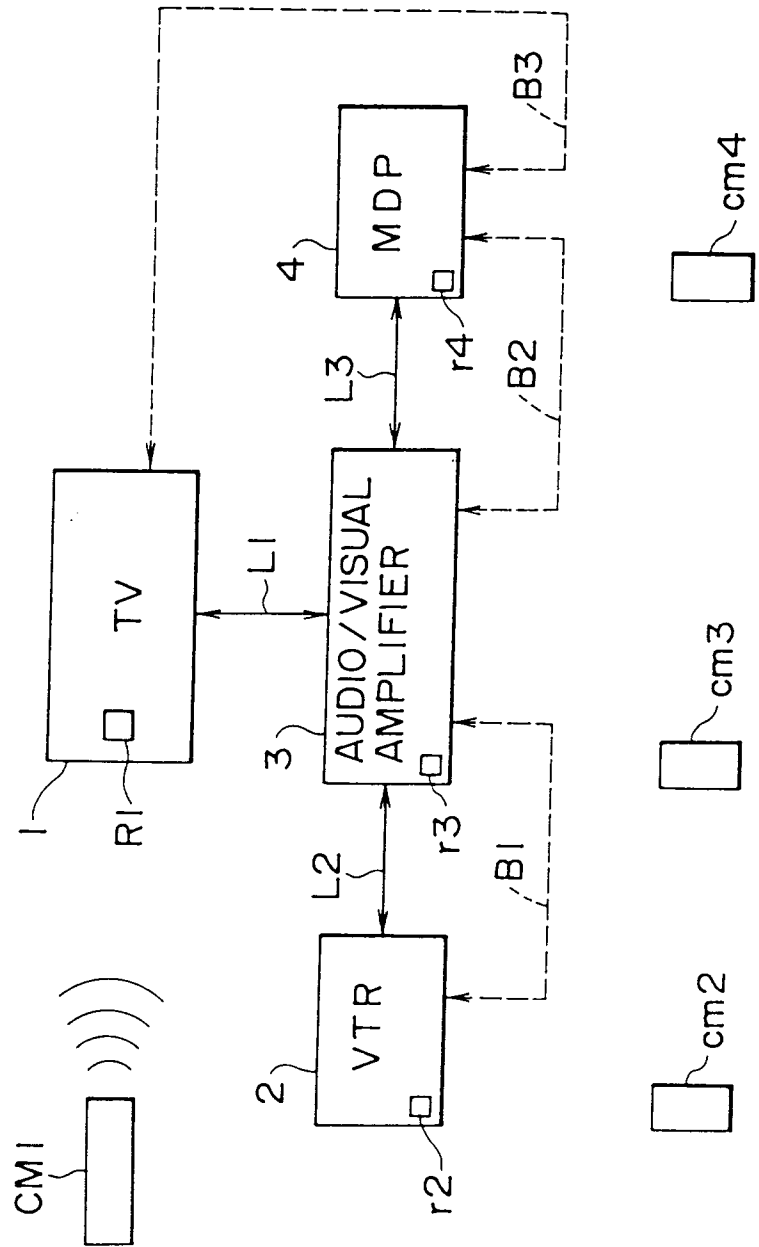 CM1
1
R1
TV
L1
2
VTR
r2
L2
3
AUDIO/VISUAL
AMPLIFIER
r3
L3
4
MDP
r4
B1
B2
B3
cm2
cm3
cm4